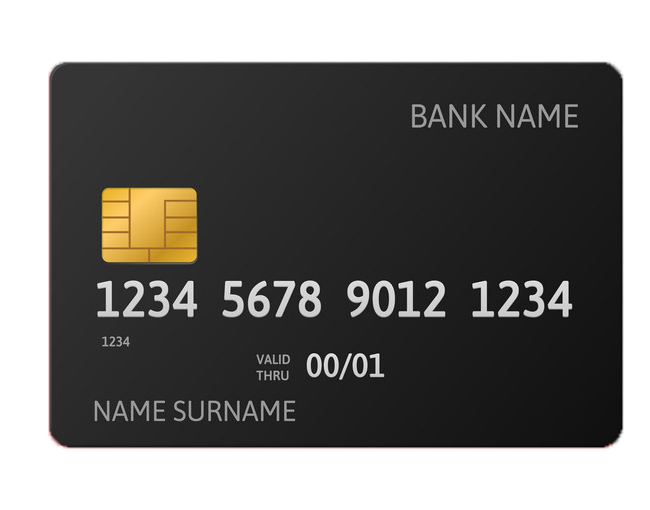 BANK NAME
1234 5678 9012 1234
1234
VALID
THRU 00/01
NAME SURNAME